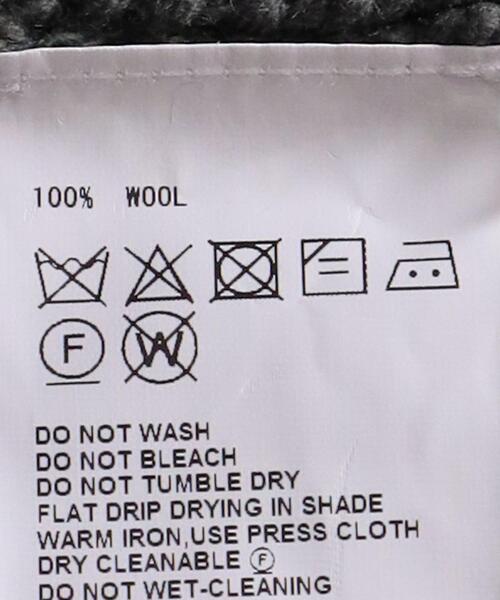 100% WOOL
F W
DO NOT WASH
DO NOT BLEACH
DO NOT TUMBLE DRY
FLAT DRIP DRYING IN SHADE
WARM IRON,USE PRESS CLOTH
DRY CLEANABLE Ⓕ
DO NOT WET-CLEANING